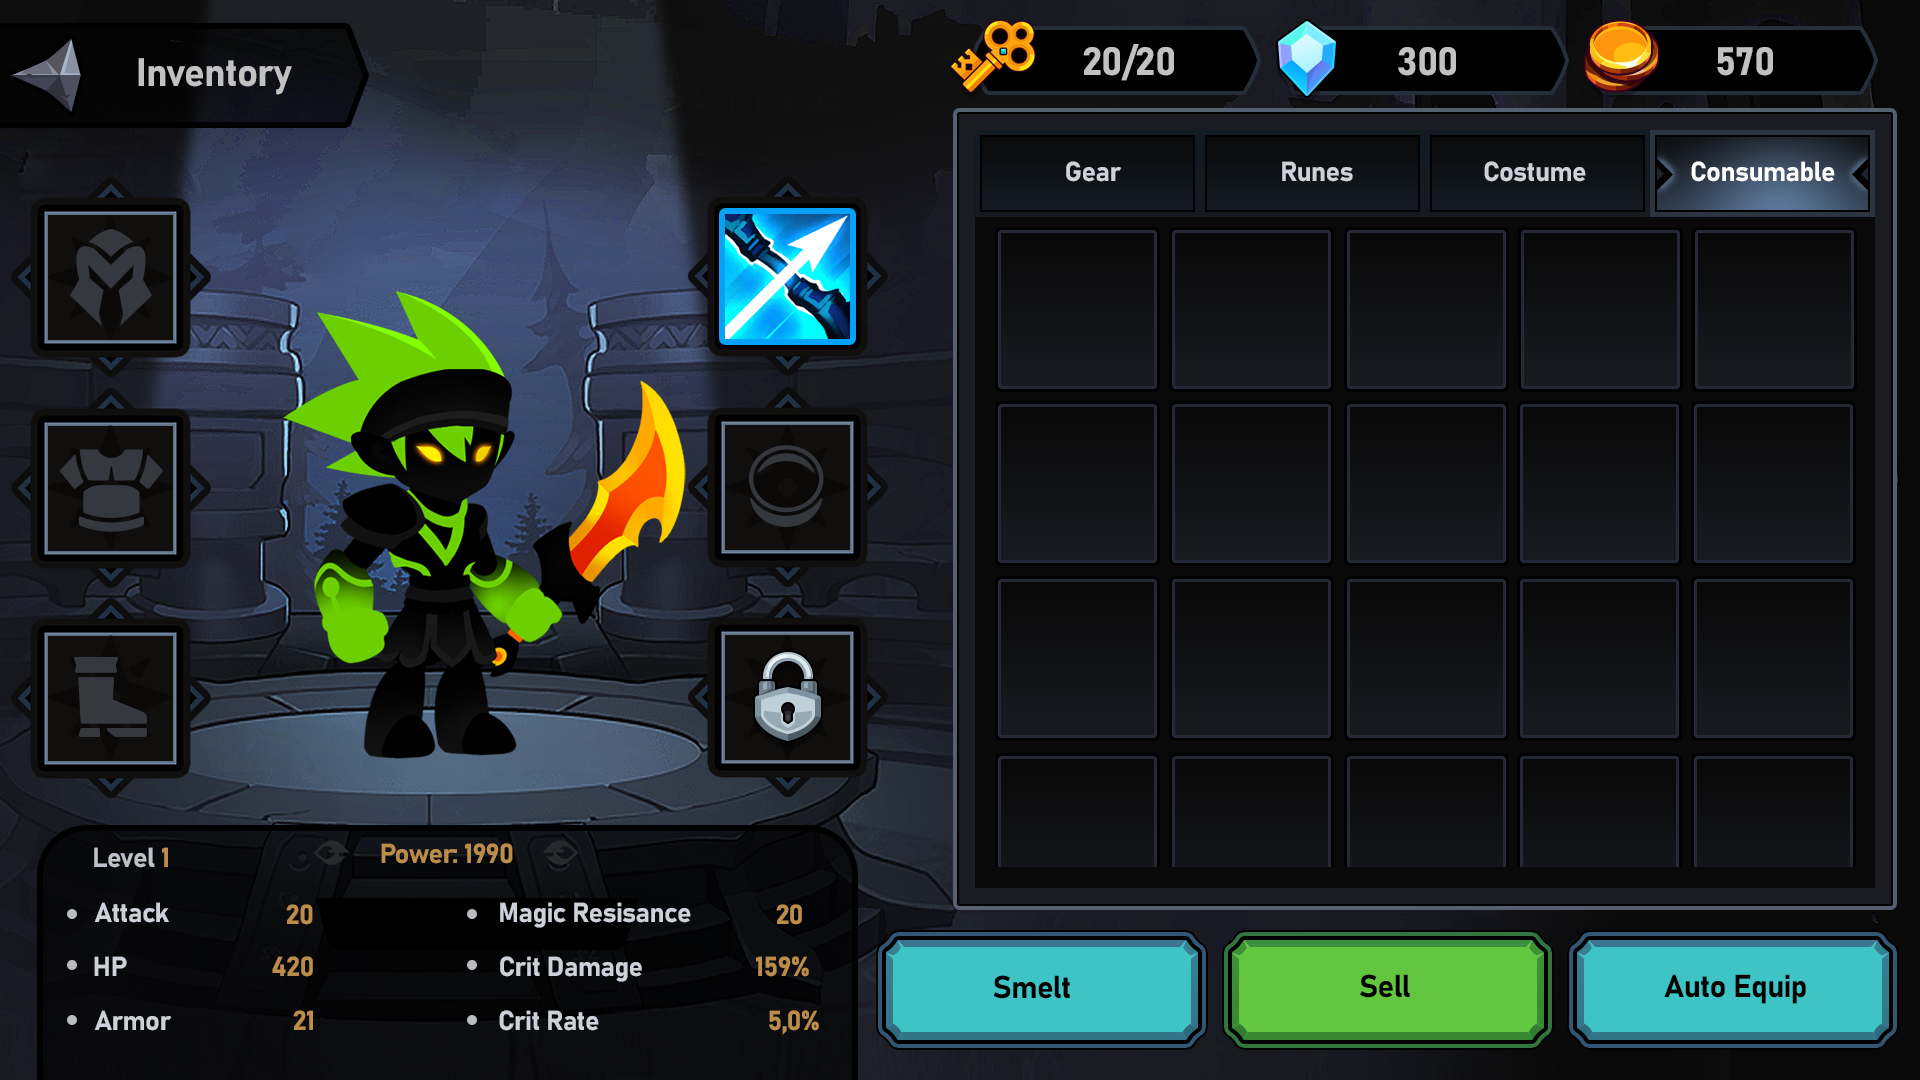 Inventory
20/20
300
570
Gear
Runes
Costume
Consumable
Level 1
Power: 1990
• Attack 20
• Magic Resisance 20
• HP 420
• Crit Damage 159%
• Armor 21
• Crit Rate 5,0%
Smelt
Sell
Auto Equip